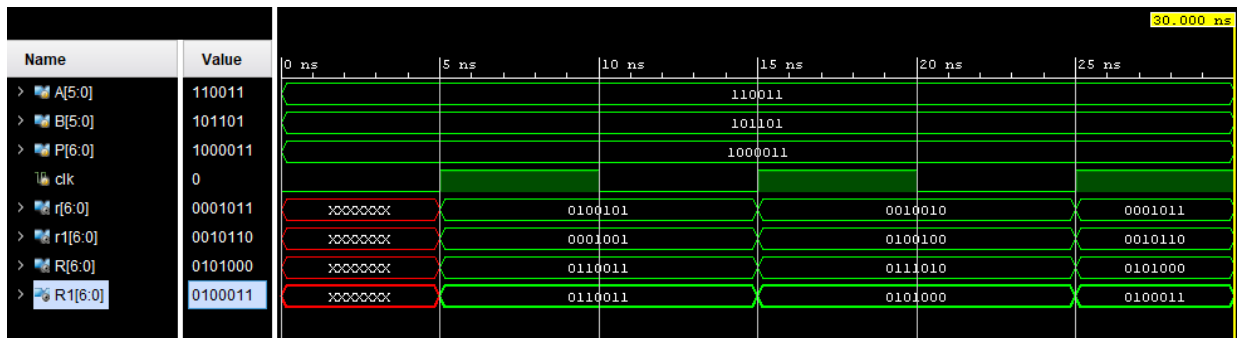 30.000 ns
Name Value 0 ns 5 ns 10 ns 15 ns 20 ns 25 ns
A[5:0] 110011 110011
B[5:0] 101101 101101
P[6:0] 1000011 1000011
clk 0
r[6:0] 0001011 XXXXXXX 0100101 0010010 0001011
r1[6:0] 0010110 XXXXXXX 0001001 0100100 0010110
R[6:0] 0101000 XXXXXXX 0110011 0111010 0101000
R1[6:0] 0100011 XXXXXXX 0110011 0101000 0100011